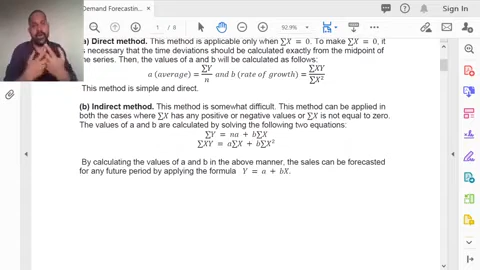 Demand Forecasting...
1 / 8
92.9%
Sign In
a) Direct method. This method is applicable only when ∑X = 0. To make ∑X = 0, it
is necessary that the time deviations should be calculated exactly from the midpoint of
the series. Then, the values of a and b will be calculated as follows:
a (average) = ∑Y/n and b (rate of growth) = ∑XY/∑X²
This method is simple and direct.
(b) Indirect method. This method is somewhat difficult. This method can be applied in
both the cases where ∑X has any positive or negative values or ∑X is not equal to zero.
The values of a and b are calculated by solving the following two equations:
∑Y = na + b∑X
∑XY = a∑X + b∑X²
By calculating the values of a and b in the above manner, the sales can be forecasted
for any future period by applying the formula Y = a + bX.